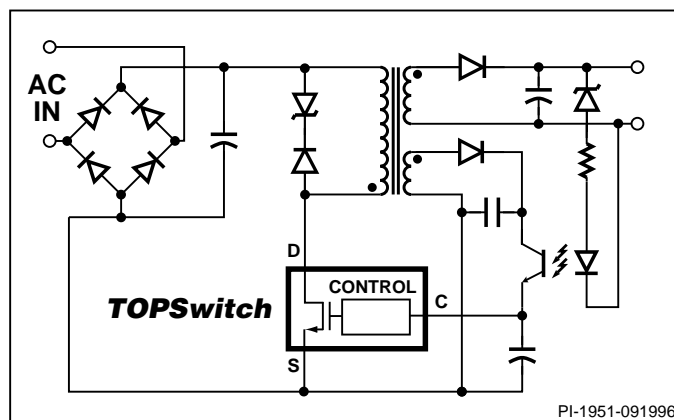 AC
IN
D
CONTROL
C
TOPSwitch
S
PI-1951-091996